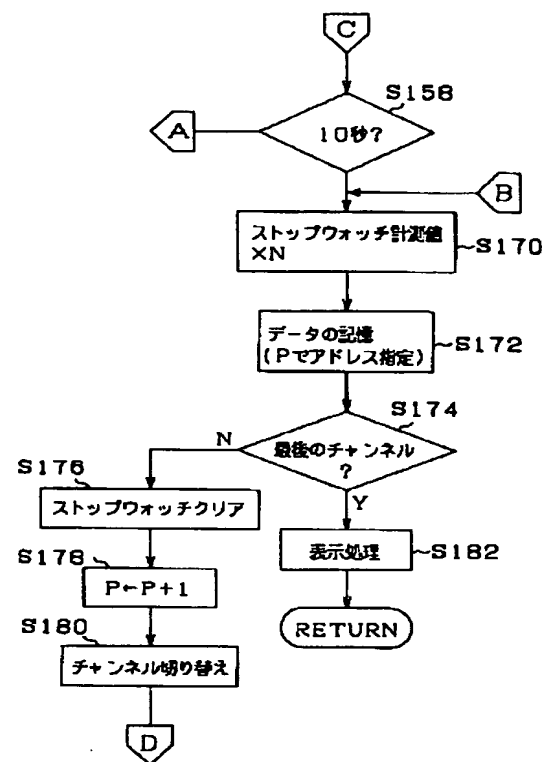 C
S158
A
10秒?
B
ストップウォッチ計測値
×N
S170
データの記憶
(Pでアドレス指定)
S172
S174
N
最後のチャンネル
?
S176
Y
ストップウォッチクリア
表示処理
S182
S178
P←P+1
RETURN
S180
チャンネル切り替え
D